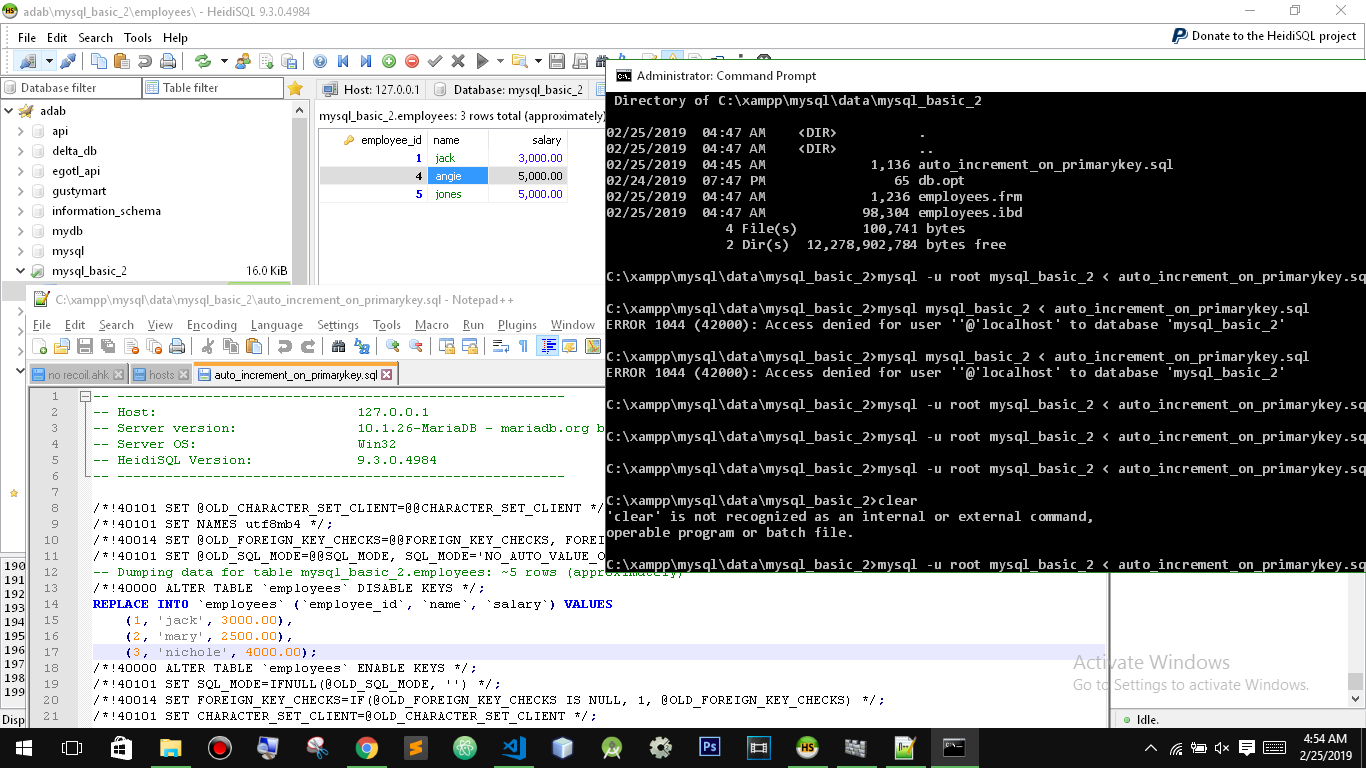 adab\mysql_basic_2\employees\ - HeidiSQL 9.3.0.4984
File Edit Search Tools Help
Donate to the HeidiSQL project
Database filter
Table filter
Host: 127.0.0.1
Database: mysql_basic_2
adab
api
delta_db
egotl_api
gustymart
information_schema
mydb
mysql
mysql_basic_2 16.0 KiB
mysql_basic_2.employees: 3 rows total (approximately)
employee_id name salary
1 jack 3,000.00
4 angie 5,000.00
5 jones 5,000.00
Administrator: Command Prompt
Directory of C:\xampp\mysql\data\mysql_basic_2
02/25/2019 04:47 AM <DIR> .
02/25/2019 04:47 AM <DIR> ..
02/25/2019 04:45 AM 1,136 auto_increment_on_primarykey.sql
02/24/2019 07:47 PM 65 db.opt
02/25/2019 04:47 AM 1,236 employees.frm
02/25/2019 04:47 AM 98,304 employees.ibd
4 File(s) 100,741 bytes
2 Dir(s) 12,278,902,784 bytes free
C:\xampp\mysql\data\mysql_basic_2>mysql -u root mysql_basic_2 < auto_increment_on_primarykey.sq
C:\xampp\mysql\data\mysql_basic_2>mysql mysql_basic_2 < auto_increment_on_primarykey.sql
ERROR 1044 (42000): Access denied for user ''@'localhost' to database 'mysql_basic_2'
C:\xampp\mysql\data\mysql_basic_2>mysql mysql_basic_2 < auto_increment_on_primarykey.sql
ERROR 1044 (42000): Access denied for user ''@'localhost' to database 'mysql_basic_2'
C:\xampp\mysql\data\mysql_basic_2>mysql -u root mysql_basic_2 < auto_increment_on_primarykey.sq
C:\xampp\mysql\data\mysql_basic_2>mysql -u root mysql_basic_2 < auto_increment_on_primarykey.sq
C:\xampp\mysql\data\mysql_basic_2>mysql -u root mysql_basic_2 < auto_increment_on_primarykey.sq
C:\xampp\mysql\data\mysql_basic_2>clear
'clear' is not recognized as an internal or external command,
operable program or batch file.
C:\xampp\mysql\data\mysql_basic_2>mysql -u root mysql_basic_2 < auto_increment_on_primarykey.sq
C:\xampp\mysql\data\mysql_basic_2\auto_increment_on_primarykey.sql - Notepad++
File Edit Search View Encoding Language Settings Tools Macro Run Plugins Window
no recoil.ahk
hosts
auto_increment_on_primarykey.sql
1 -- --------------------------------------------------------
2 -- Host: 127.0.0.1
3 -- Server version: 10.1.26-MariaDB - mariadb.org b
4 -- Server OS: Win32
5 -- HeidiSQL Version: 9.3.0.4984
6 -- --------------------------------------------------------
7
8 /*!40101 SET @OLD_CHARACTER_SET_CLIENT=@@CHARACTER_SET_CLIENT */
9 /*!40101 SET NAMES utf8mb4 */;
10 /*!40014 SET @OLD_FOREIGN_KEY_CHECKS=@@FOREIGN_KEY_CHECKS, FOREI
11 /*!40101 SET @OLD_SQL_MODE=@@SQL_MODE, SQL_MODE='NO_AUTO_VALUE_O
12 -- Dumping data for table mysql_basic_2.employees: ~5 rows (approximately)
13 /*!40000 ALTER TABLE `employees` DISABLE KEYS */;
14 REPLACE INTO `employees` (`employee_id`, `name`, `salary`) VALUES
15 (1, 'jack', 3000.00),
16 (2, 'mary', 2500.00),
17 (3, 'nichole', 4000.00);
18 /*!40000 ALTER TABLE `employees` ENABLE KEYS */;
19 /*!40101 SET SQL_MODE=IFNULL(@OLD_SQL_MODE, '') */;
20 /*!40014 SET FOREIGN_KEY_CHECKS=IF(@OLD_FOREIGN_KEY_CHECKS IS NULL, 1, @OLD_FOREIGN_KEY_CHECKS) */;
21 /*!40101 SET CHARACTER_SET_CLIENT=@OLD_CHARACTER_SET_CLIENT */;
190
191
192
193
194
195
196
197
198
199
Disp
Activate Windows
Go to Settings to activate Windows.
Idle.
HS
Ps
HS
4:54 AM
2/25/2019